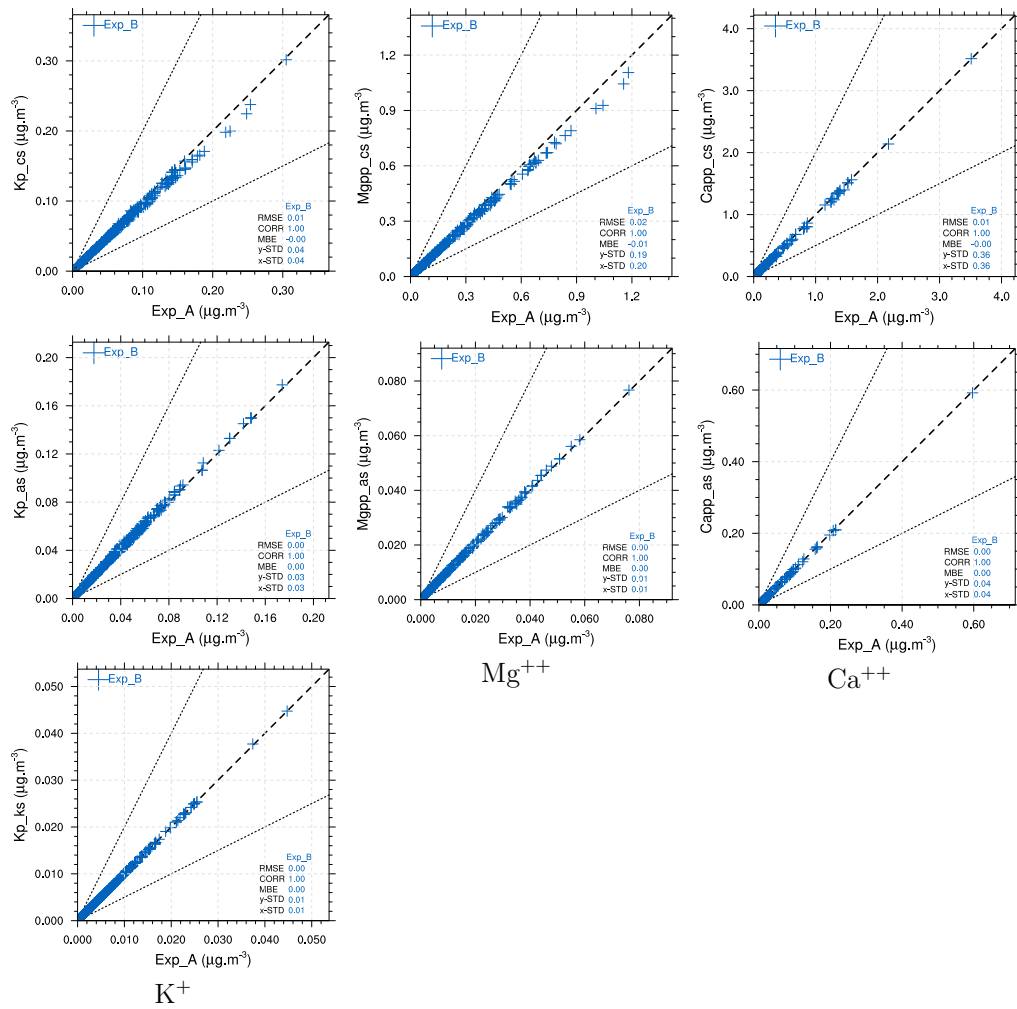 Exp_B
Kp_cs (µg.m⁻³)
0.30
0.20
0.10
0.00
Exp_B
RMSE 0.01
CORR 1.00
MBE -0.00
y-STD 0.04
x-STD 0.04
0.00 0.10 0.20 0.30
Exp_A (µg.m⁻³)
Exp_B
Mgpp_cs (µg.m⁻³)
1.2
0.9
0.6
0.3
0.0
Exp_B
RMSE 0.02
CORR 1.00
MBE -0.01
y-STD 0.19
x-STD 0.20
0.0 0.3 0.6 0.9 1.2
Exp_A (µg.m⁻³)
Exp_B
Capp_cs (µg.m⁻³)
4.0
3.0
2.0
1.0
0.0
Exp_B
RMSE 0.01
CORR 1.00
MBE -0.00
y-STD 0.36
x-STD 0.36
0.0 1.0 2.0 3.0 4.0
Exp_A (µg.m⁻³)
Exp_B
Kp_as (µg.m⁻³)
0.20
0.16
0.12
0.08
0.04
0.00
Exp_B
RMSE 0.00
CORR 1.00
MBE 0.00
y-STD 0.03
x-STD 0.03
0.00 0.04 0.08 0.12 0.16 0.20
Exp_A (µg.m⁻³)
Exp_B
Mgpp_as (µg.m⁻³)
0.080
0.060
0.040
0.020
0.000
Exp_B
RMSE 0.00
CORR 1.00
MBE 0.00
y-STD 0.01
x-STD 0.01
0.000 0.020 0.040 0.060 0.080
Exp_A (µg.m⁻³)
Mg⁺⁺
Exp_B
Capp_as (µg.m⁻³)
0.60
0.40
0.20
0.00
Exp_B
RMSE 0.00
CORR 1.00
MBE 0.00
y-STD 0.04
x-STD 0.04
0.00 0.20 0.40 0.60
Exp_A (µg.m⁻³)
Ca⁺⁺
Exp_B
Kp_ks (µg.m⁻³)
0.050
0.040
0.030
0.020
0.010
0.000
Exp_B
RMSE 0.00
CORR 1.00
MBE 0.00
y-STD 0.01
x-STD 0.01
0.000 0.010 0.020 0.030 0.040 0.050
Exp_A (µg.m⁻³)
K⁺